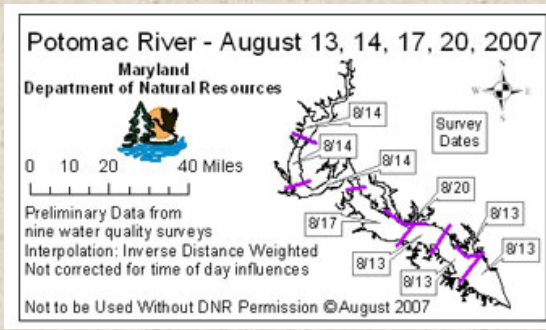 Potomac River - August 13, 14, 17, 20, 2007
Maryland
Department of Natural Resources
0 10 20 40 Miles
Preliminary Data from
nine water quality surveys
Interpolation: Inverse Distance Weighted
Not corrected for time of day influences
Not to be Used Without DNR Permission ©August 2007
N
W E
S
Survey
Dates
8/14
8/14
8/14
8/20
8/17
8/13
8/13
8/13
8/13